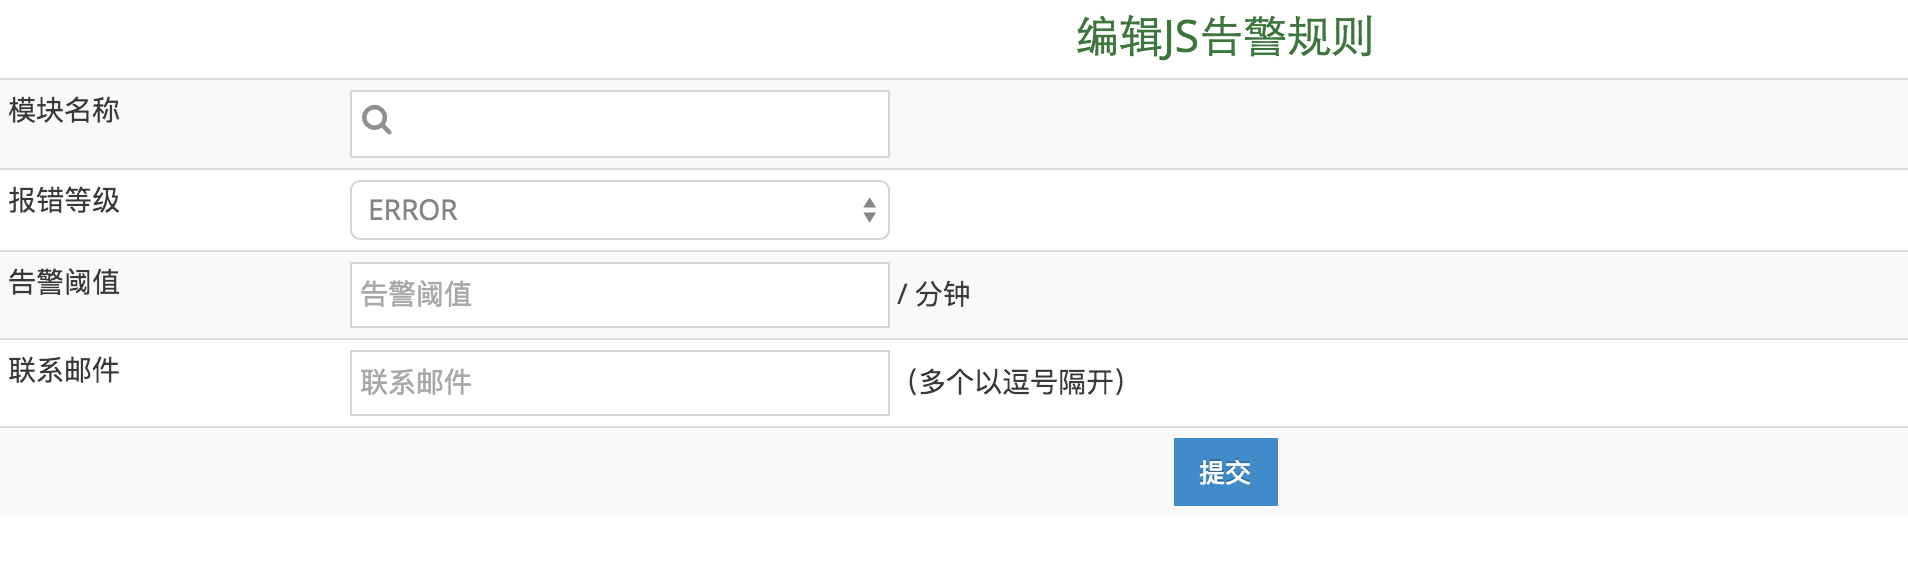 编辑JS告警规则
模块名称
报错等级 ERROR
告警阈值 告警阈值 / 分钟
联系邮件 联系邮件 （多个以逗号隔开）
提交